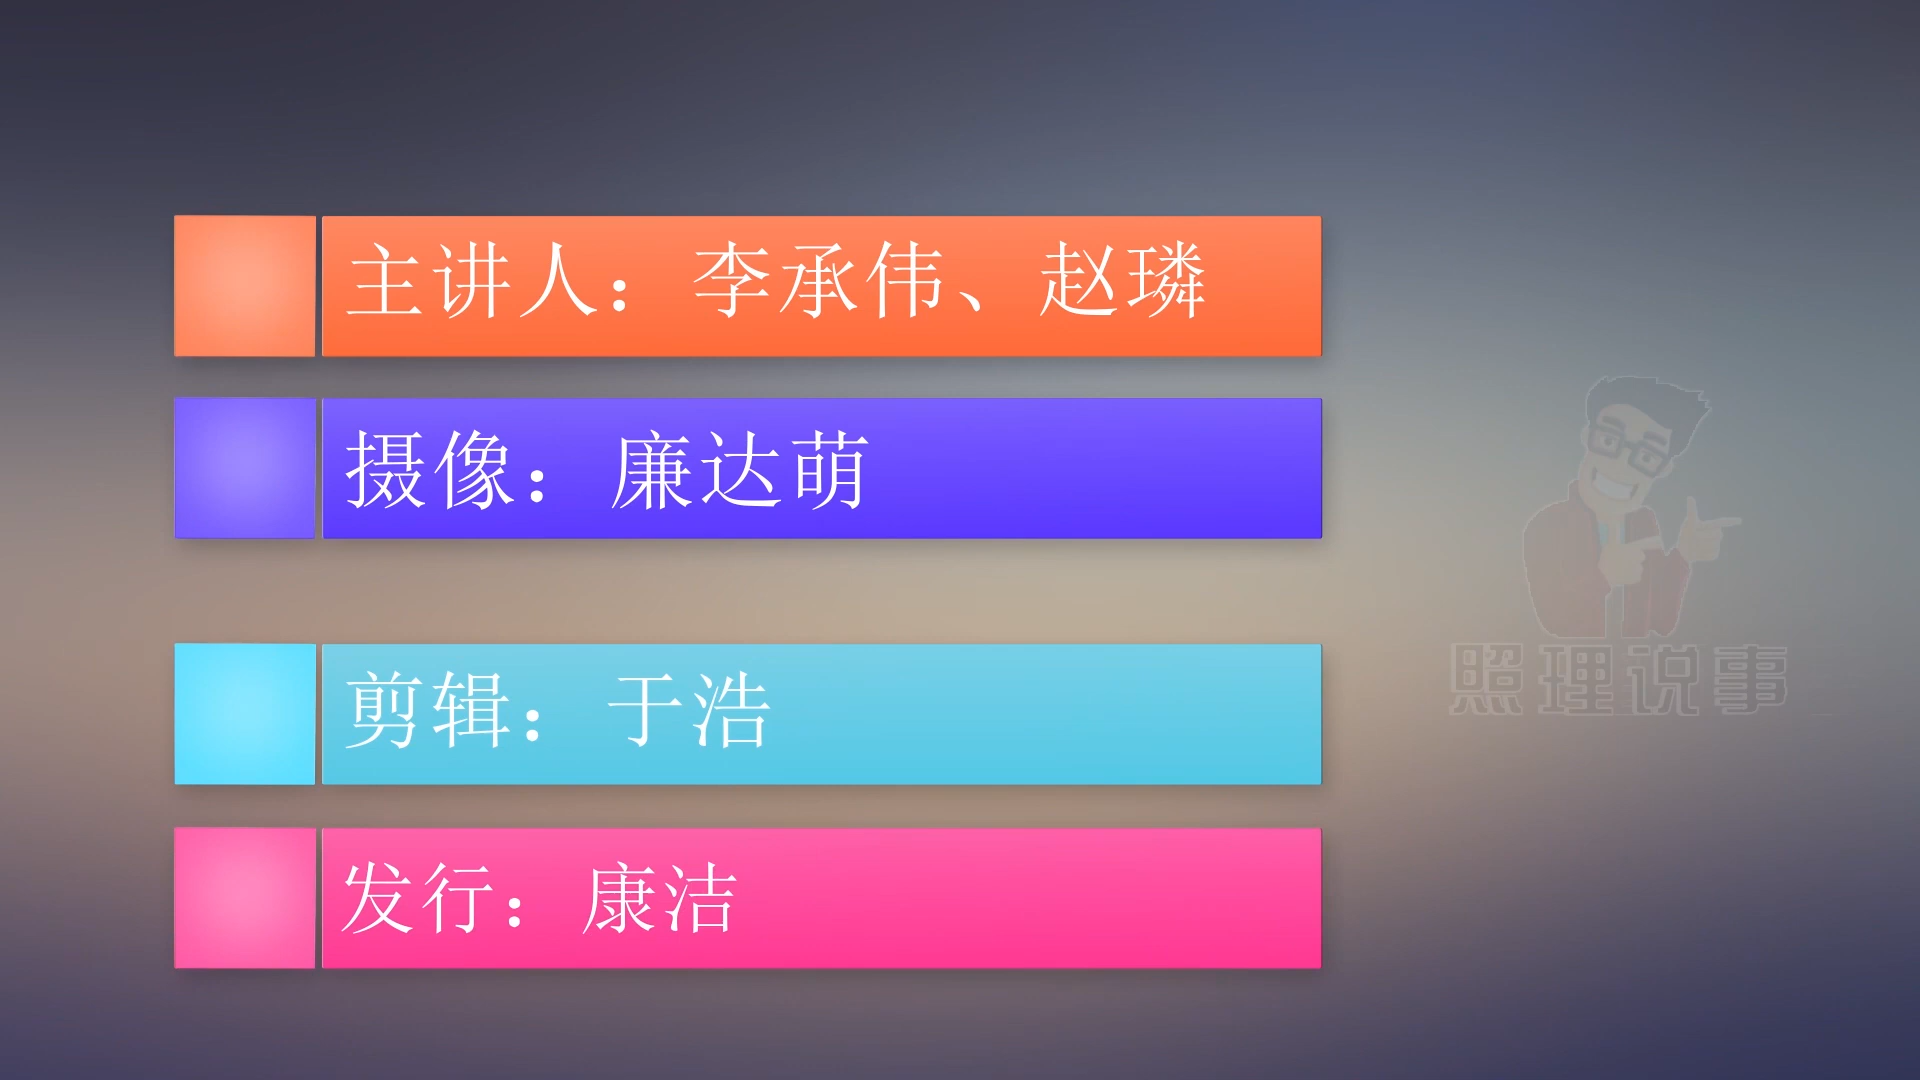 主讲人：李承伟、赵璘
摄像：廉达萌
剪辑：于浩
发行：康洁
照理说事